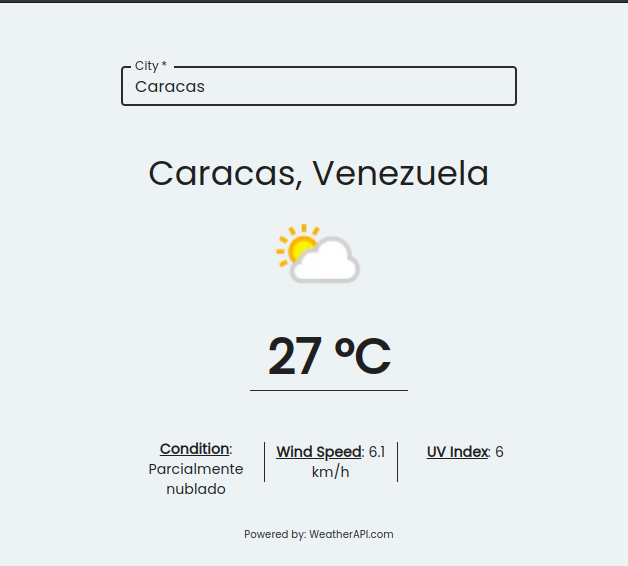 City *
Caracas
Caracas, Venezuela
27 ºC
Condition:
Parcialmente
nublado
Wind Speed: 6.1
km/h
UV Index: 6
Powered by: WeatherAPI.com